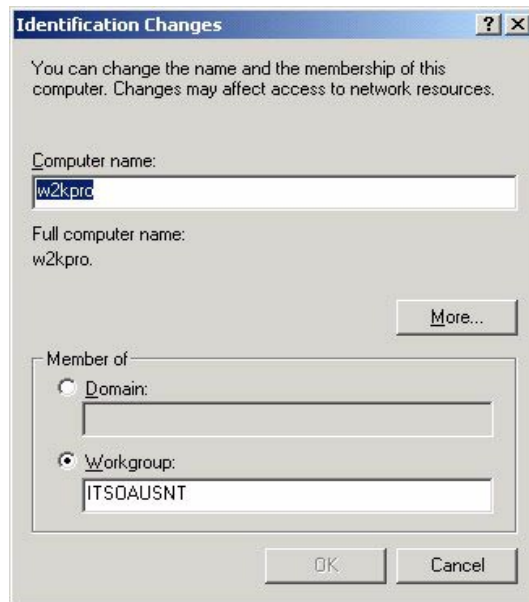 Identification Changes
You can change the name and the membership of this
computer. Changes may affect access to network resources.
Computer name:
w2kpro
Full computer name:
w2kpro.
More...
Member of
Domain:
Workgroup:
ITSOAUSNT
OK
Cancel